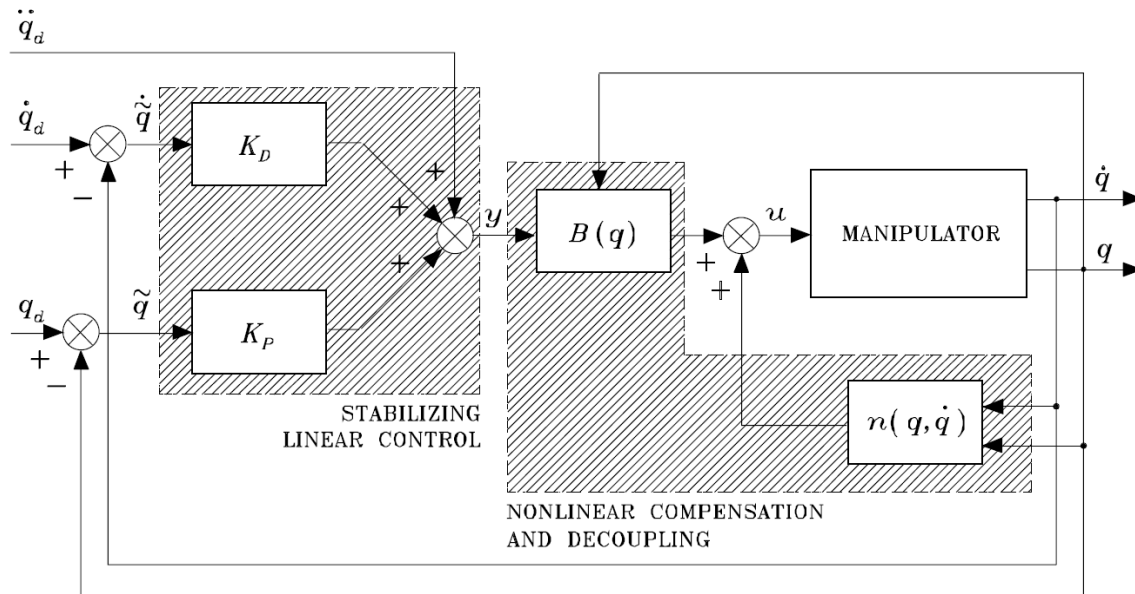 q̈_d
q̇_d
+
−
q̃̇
K_D
+
+
+
y
B(q)
+
+
u
MANIPULATOR
q̇
q
q_d
+
−
q̃
K_P
n(q, q̇)
STABILIZING
LINEAR CONTROL
NONLINEAR COMPENSATION
AND DECOUPLING